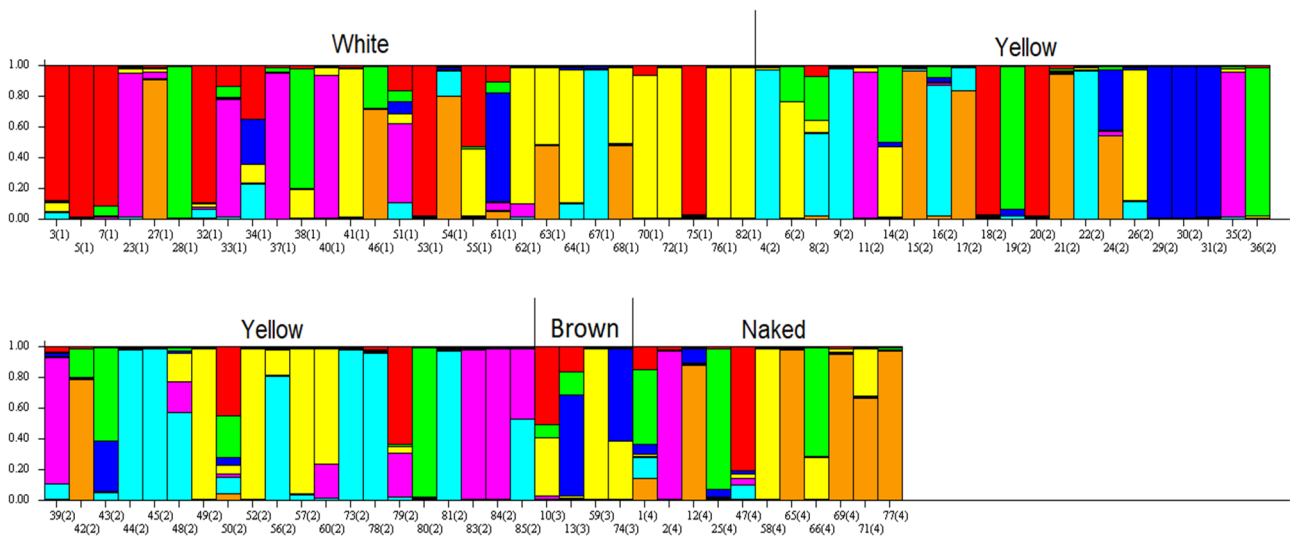 White Yellow
1.00
0.80
0.60
0.40
0.20
0.00
3(1) 7(1) 27(1) 32(1) 34(1) 38(1) 41(1) 51(1) 54(1) 61(1) 63(1) 67(1) 70(1) 75(1) 82(1) 6(2) 9(2) 14(2) 16(2) 18(2) 20(2) 22(2) 26(2) 30(2) 35(2)
5(1) 23(1) 28(1) 33(1) 37(1) 40(1) 46(1) 53(1) 55(1) 62(1) 64(1) 68(1) 72(1) 76(1) 4(2) 8(2) 11(2) 15(2) 17(2) 19(2) 21(2) 24(2) 29(2) 31(2) 36(2)
Yellow Brown Naked
1.00
0.80
0.60
0.40
0.20
0.00
39(2) 43(2) 45(2) 49(2) 52(2) 57(2) 73(2) 79(2) 81(2) 84(2) 10(3) 59(3) 1(4) 12(4) 47(4) 65(4) 69(4) 77(4)
42(2) 44(2) 48(2) 50(2) 56(2) 60(2) 78(2) 80(2) 83(2) 85(2) 13(3) 74(3) 2(4) 25(4) 58(4) 66(4) 71(4)